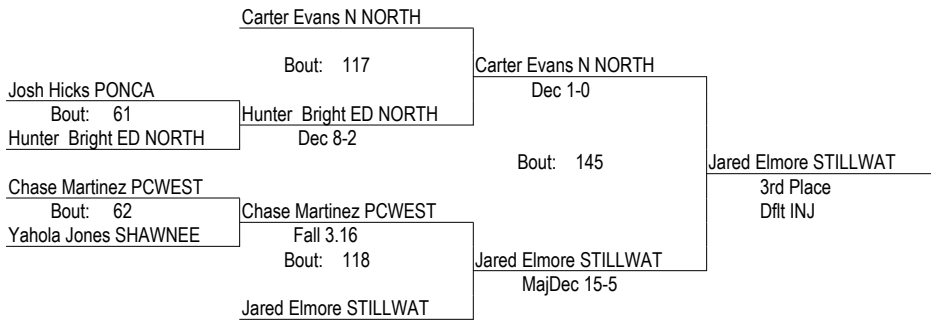 Carter Evans N NORTH
Bout: 117
Carter Evans N NORTH
Josh Hicks PONCA
Dec 1-0
Bout: 61
Hunter Bright ED NORTH
Hunter Bright ED NORTH
Dec 8-2
Bout: 145
Jared Elmore STILLWAT
Chase Martinez PCWEST
3rd Place
Bout: 62
Chase Martinez PCWEST
Dflt INJ
Yahola Jones SHAWNEE
Fall 3.16
Bout: 118
Jared Elmore STILLWAT
MajDec 15-5
Jared Elmore STILLWAT